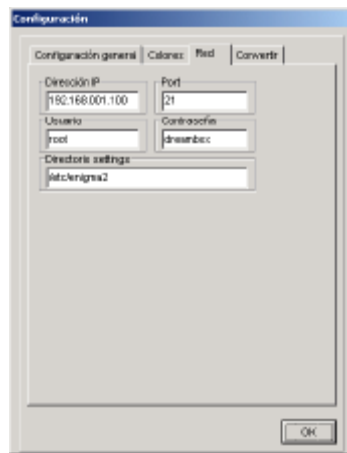 Configuración
Configuración general Colores Red Convertir
Dirección IP Port
192.168.001.100 21
Usuario Contraseña
root dreambox
Directorio settings
/etc/enigma2
OK